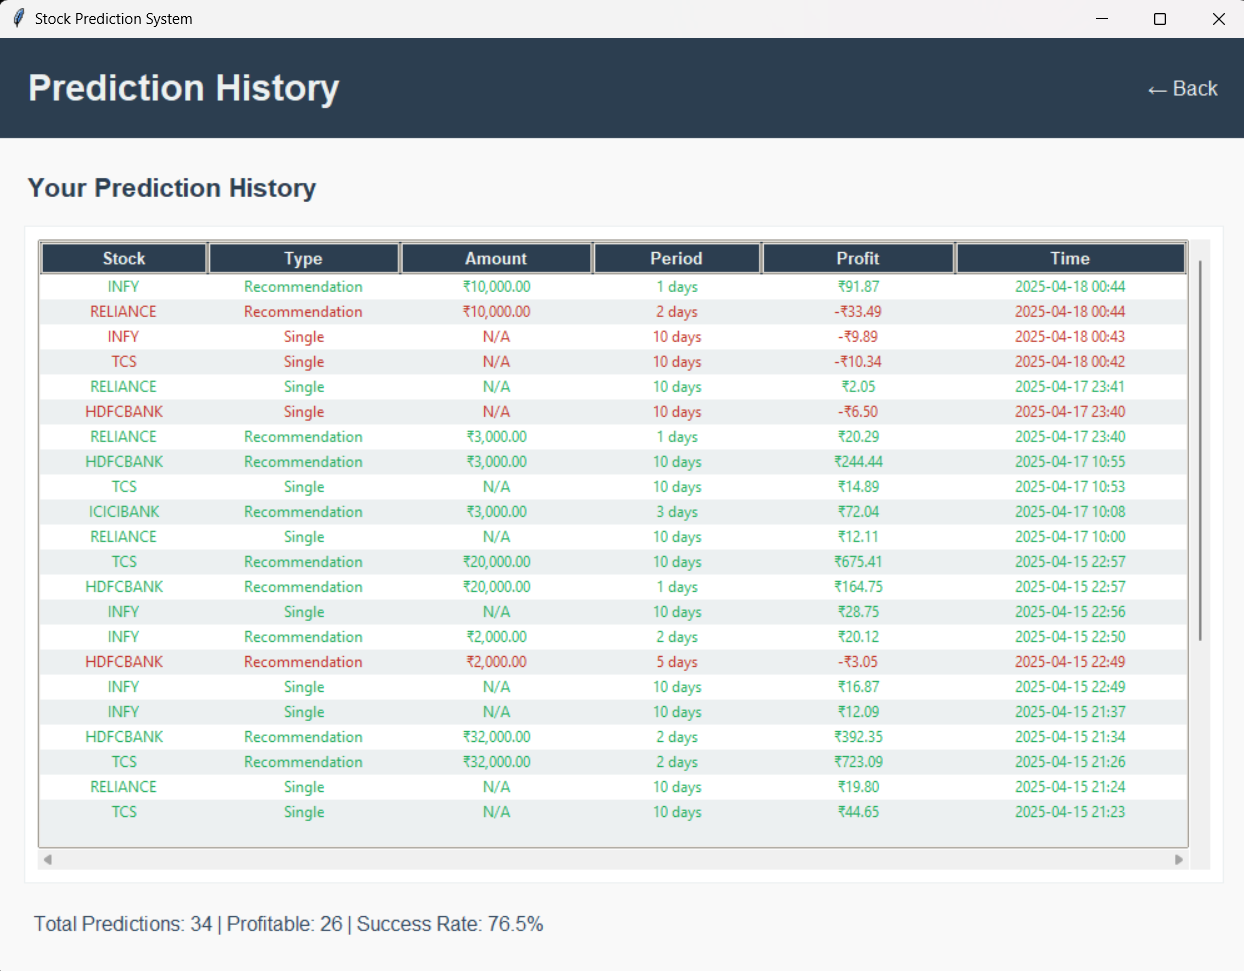 Stock Prediction System
Prediction History
← Back
Your Prediction History
Stock Type Amount Period Profit Time
INFY Recommendation ₹10,000.00 1 days ₹91.87 2025-04-18 00:44
RELIANCE Recommendation ₹10,000.00 2 days -₹33.49 2025-04-18 00:44
INFY Single N/A 10 days -₹9.89 2025-04-18 00:43
TCS Single N/A 10 days -₹10.34 2025-04-18 00:42
RELIANCE Single N/A 10 days ₹2.05 2025-04-17 23:41
HDFCBANK Single N/A 10 days -₹6.50 2025-04-17 23:40
RELIANCE Recommendation ₹3,000.00 1 days ₹20.29 2025-04-17 23:40
HDFCBANK Recommendation ₹3,000.00 10 days ₹244.44 2025-04-17 10:55
TCS Single N/A 10 days ₹14.89 2025-04-17 10:53
ICICIBANK Recommendation ₹3,000.00 3 days ₹72.04 2025-04-17 10:08
RELIANCE Single N/A 10 days ₹12.11 2025-04-17 10:00
TCS Recommendation ₹20,000.00 10 days ₹675.41 2025-04-15 22:57
HDFCBANK Recommendation ₹20,000.00 1 days ₹164.75 2025-04-15 22:57
INFY Single N/A 10 days ₹28.75 2025-04-15 22:56
INFY Recommendation ₹2,000.00 2 days ₹20.12 2025-04-15 22:50
HDFCBANK Recommendation ₹2,000.00 5 days -₹3.05 2025-04-15 22:49
INFY Single N/A 10 days ₹16.87 2025-04-15 22:49
INFY Single N/A 10 days ₹12.09 2025-04-15 21:37
HDFCBANK Recommendation ₹32,000.00 2 days ₹392.35 2025-04-15 21:34
TCS Recommendation ₹32,000.00 2 days ₹723.09 2025-04-15 21:26
RELIANCE Single N/A 10 days ₹19.80 2025-04-15 21:24
TCS Single N/A 10 days ₹44.65 2025-04-15 21:23
Total Predictions: 34 | Profitable: 26 | Success Rate: 76.5%